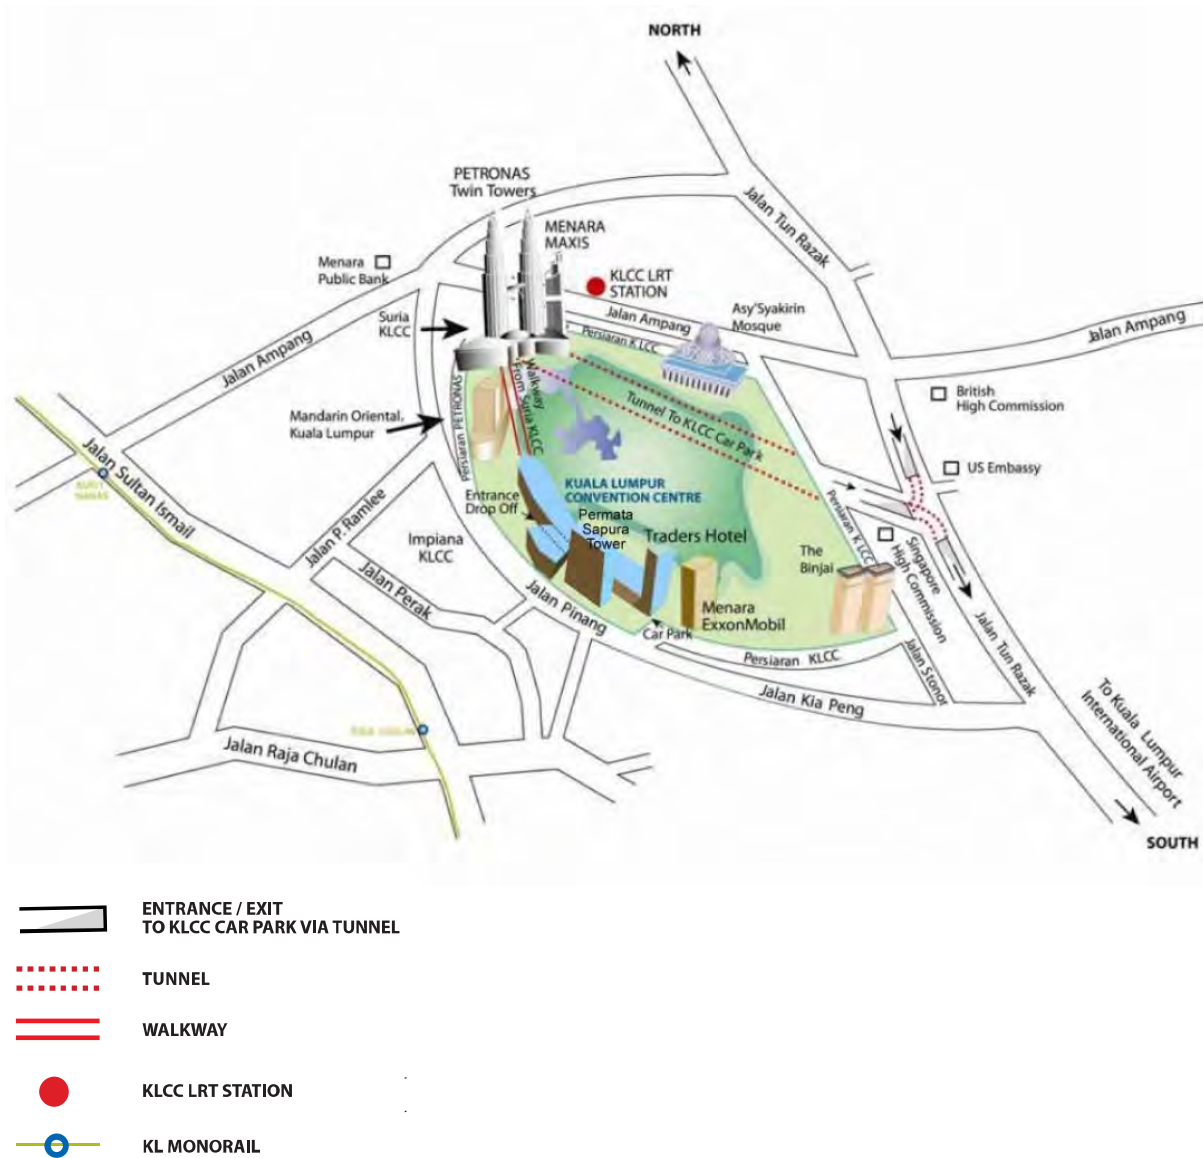 NORTH
PETRONAS
Twin Towers
MENARA
MAXIS
Jalan Tun Razak
Menara
Public Bank
KLCC LRT
STATION
Suria
KLCC
Jalan Ampang
Asy'Syakirin
Mosque
Persiaran KLCC
Jalan Ampang
Jalan Ampang
British
High Commission
Mandarin Oriental,
Kuala Lumpur
Persiaran PETRONAS
Walkway
From Suria KLCC
Tunnel To KLCC Car Park
US Embassy
Jalan Sultan Ismail
KUALA LUMPUR
CONVENTION CENTRE
Entrance
Drop Off
Permata
Sapura
Tower
Traders Hotel
Persiaran KLCC
Singapore
High Commission
Jalan P. Ramlee
Impiana
KLCC
The
Binjai
Jalan Perak
Jalan Pinang
Menara
ExxonMobil
Car Park
Persiaran KLCC
Jalan Stonor
Jalan Tun Razak
Jalan Kia Peng
To Kuala Lumpur
International Airport
Jalan Raja Chulan
SOUTH
ENTRANCE / EXIT
TO KLCC CAR PARK VIA TUNNEL
TUNNEL
WALKWAY
KLCC LRT STATION
KL MONORAIL